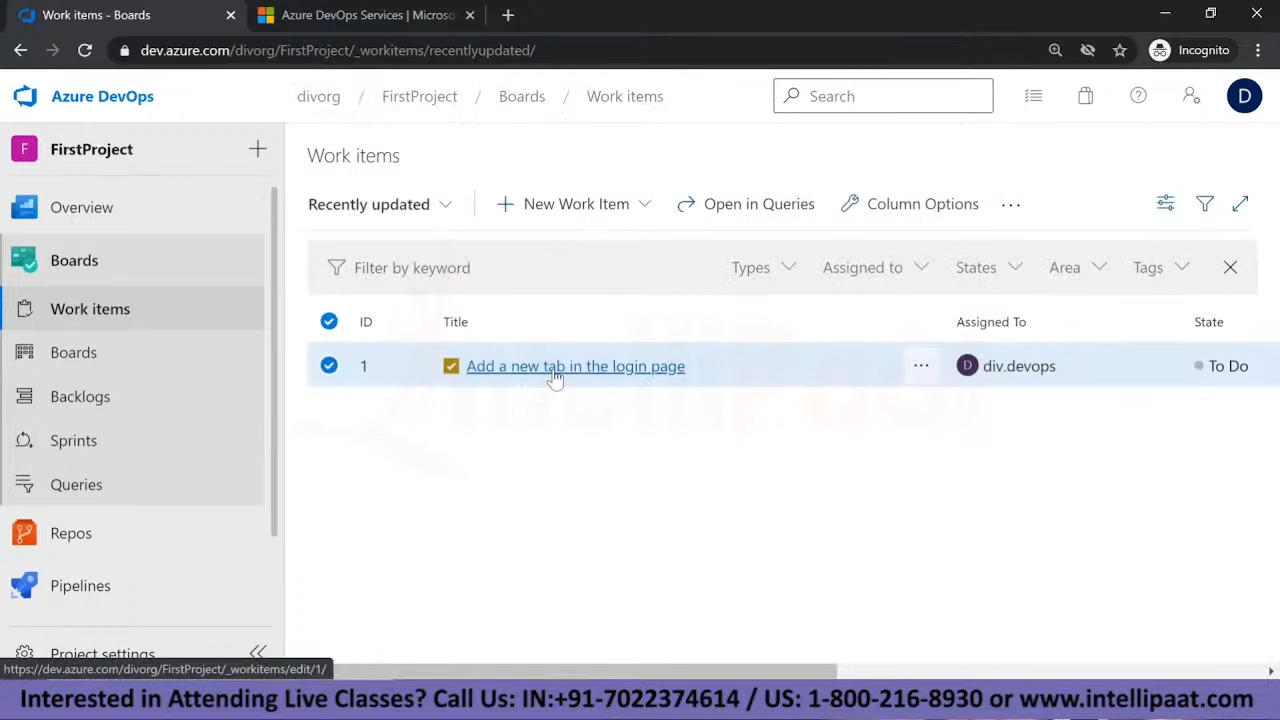 Work items - Boards
Azure DevOps Services | Microso
dev.azure.com/divorg/FirstProject/_workitems/recentlyupdated/
Incognito
Azure DevOps
divorg / FirstProject / Boards / Work items
Search
D
F FirstProject
Overview
Boards
Work items
Boards
Backlogs
Sprints
Queries
Repos
Pipelines
Project settings
Work items
Recently updated
New Work Item
Open in Queries
Column Options
Filter by keyword
Types
Assigned to
States
Area
Tags
ID Title Assigned To State
1 Add a new tab in the login page D div.devops To Do
https://dev.azure.com/divorg/FirstProject/_workitems/edit/1/
Interested in Attending Live Classes? Call Us: IN:+91-7022374614 / US: 1-800-216-8930 or www.intellipaat.com